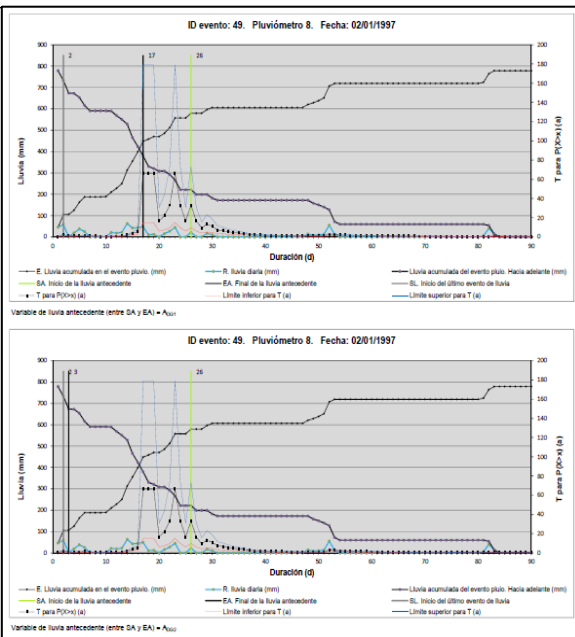 ID evento: 49. Pluviómetro 8. Fecha: 02/01/1997
2 17 26
900 800 700 600 500 400 300 200 100 0
Lluvia (mm)
200 180 160 140 120 100 80 60 40 20 0
T para P(X>x) (a)
0 10 20 30 40 50 60 70 80 90
Duración (d)
E. Lluvia acumulada en el evento pluvio. (mm)
R. lluvia diaria (mm)
Lluvia acumulada del evento pluvio. Hacia adelante (mm)
SA. Inicio de la lluvia antecedente
EA. Final de la lluvia antecedente
SL. Inicio del último evento de lluvia
T para P(X>x) (a)
Límite inferior para T (a)
Límite superior para T (a)
Variable de lluvia antecedente (entre SA y EA) =
ID evento: 49. Pluviómetro 8. Fecha: 02/01/1997
2 3 26
900 800 700 600 500 400 300 200 100 0
Lluvia (mm)
200 180 160 140 120 100 80 60 40 20 0
T para P(X>x) (a)
0 10 20 30 40 50 60 70 80 90
Duración (d)
E. Lluvia acumulada en el evento pluvio. (mm)
R. lluvia diaria (mm)
Lluvia acumulada del evento pluvio. Hacia adelante (mm)
SA. Inicio de la lluvia antecedente
EA. Final de la lluvia antecedente
SL. Inicio del último evento de lluvia
T para P(X>x) (a)
Límite inferior para T (a)
Límite superior para T (a)
Variable de lluvia antecedente (entre SA y EA) =